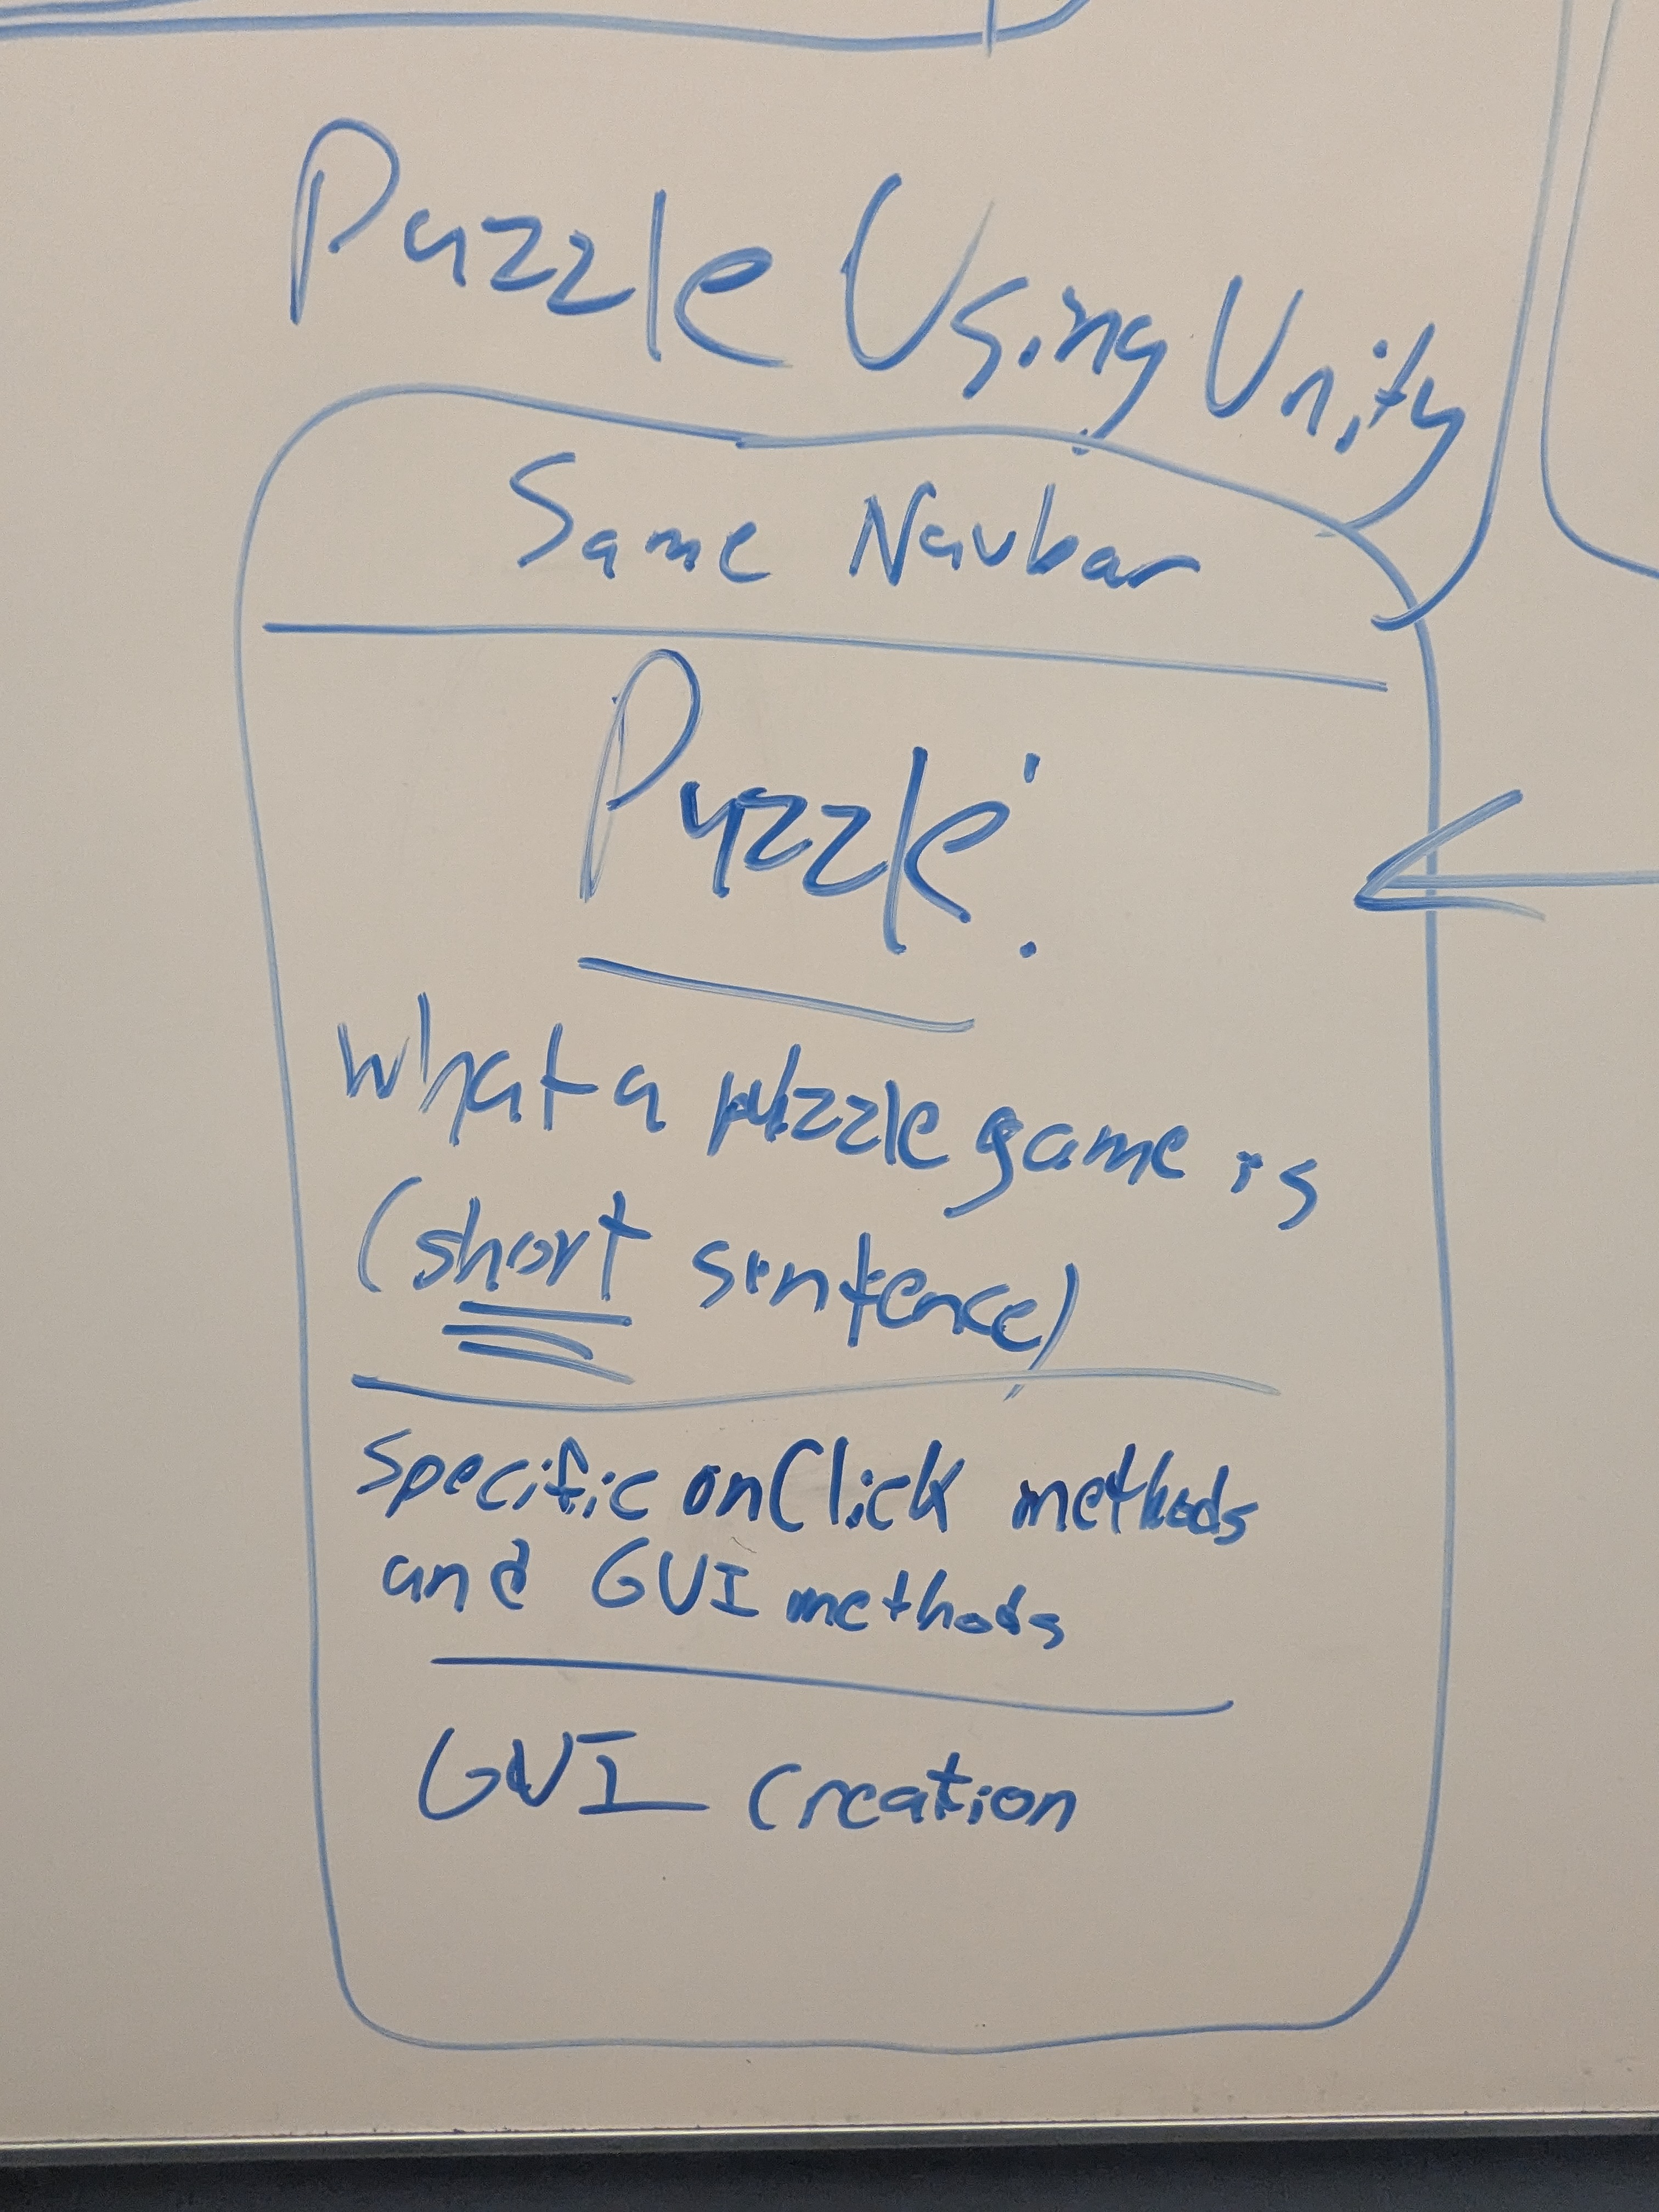 Puzzle Using Unity
Same Navbar
Puzzle:
What a puzzle game is
(short sentence)
specific onClick methods
and GUI methods
GUI creation